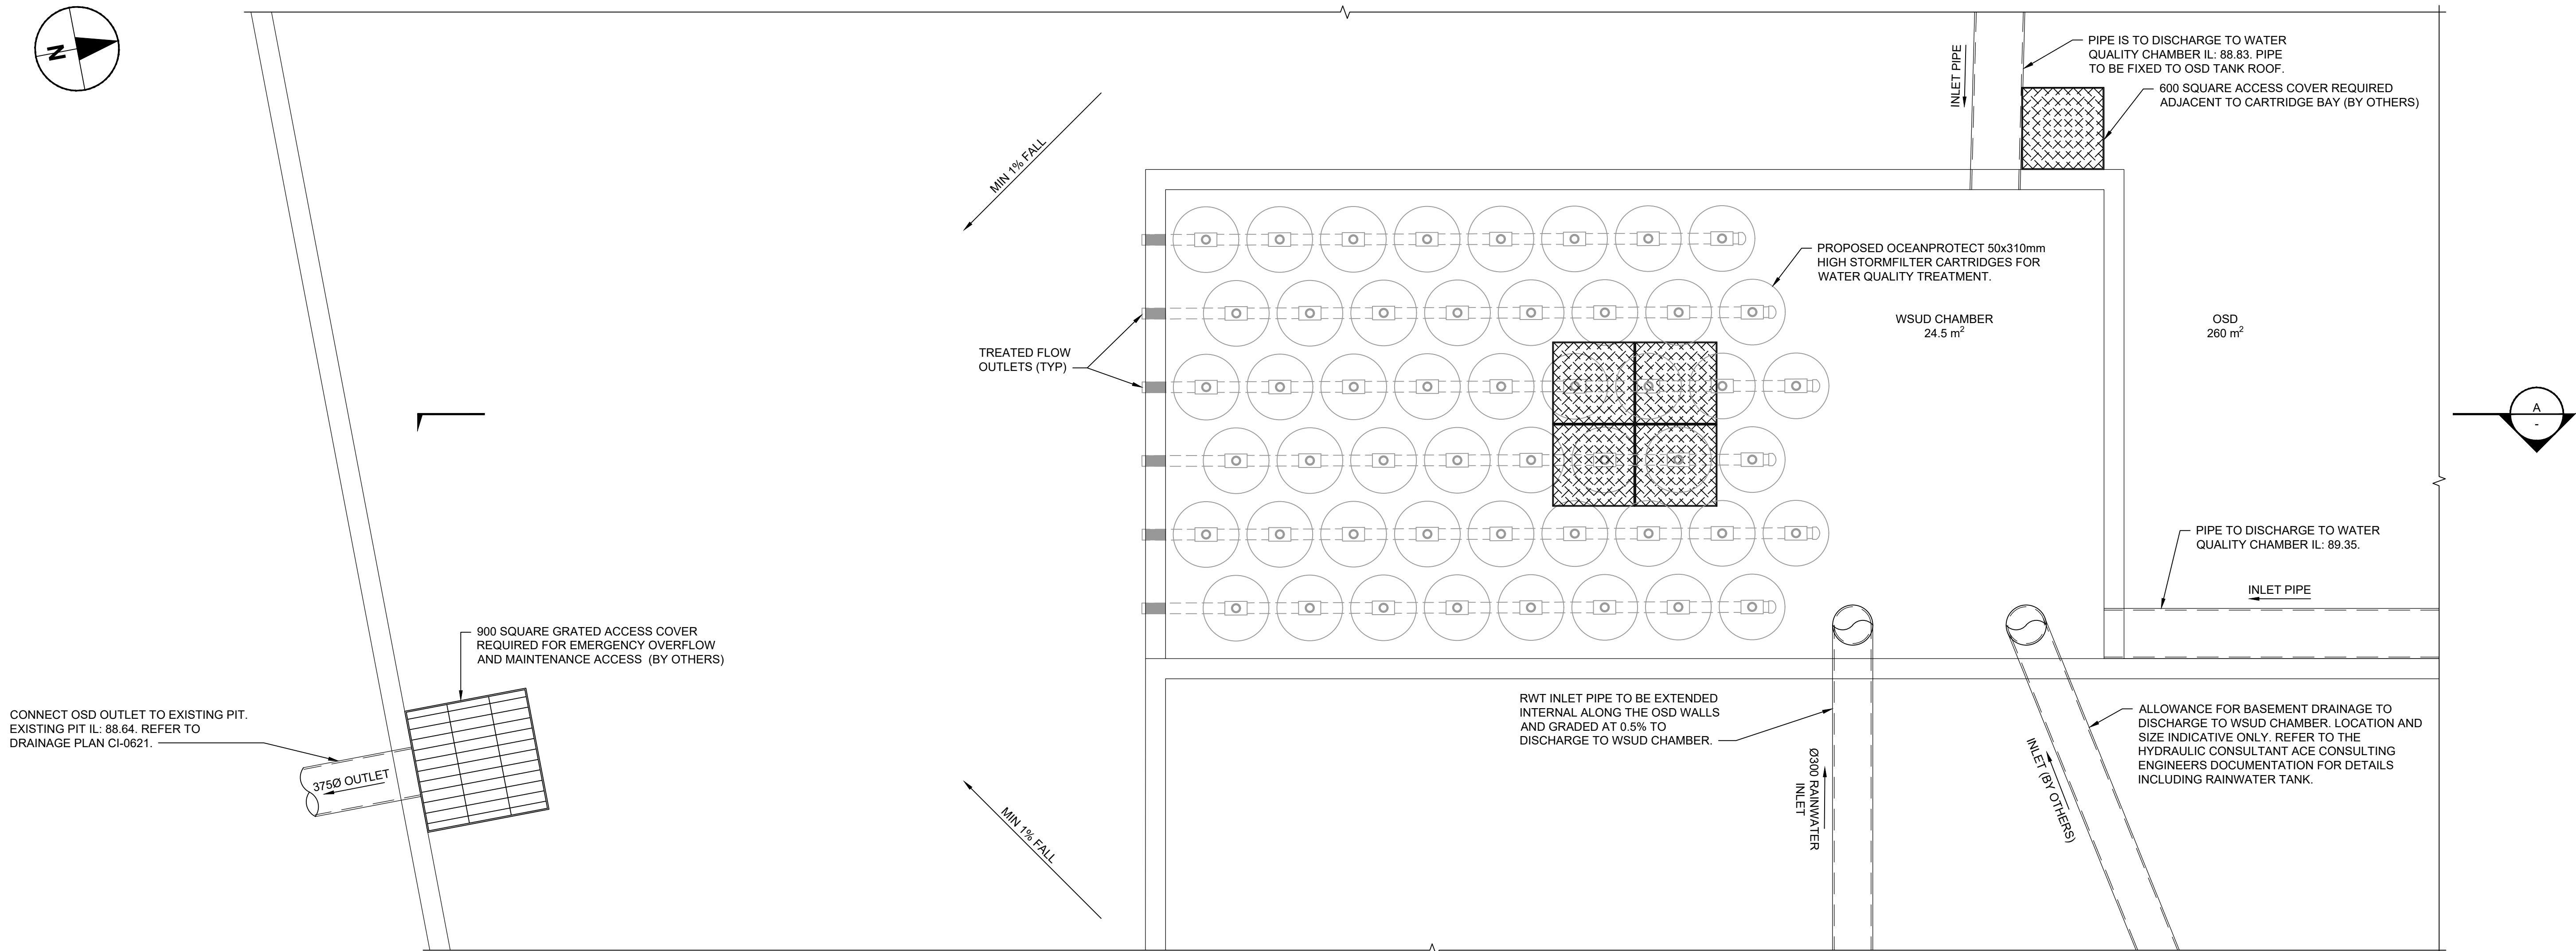 N
INLET PIPE
PIPE IS TO DISCHARGE TO WATER
QUALITY CHAMBER IL: 88.83. PIPE
TO BE FIXED TO OSD TANK ROOF.
600 SQUARE ACCESS COVER REQUIRED
ADJACENT TO CARTRIDGE BAY (BY OTHERS)
MIN 1% FALL
PROPOSED OCEANPROTECT 50x310mm
HIGH STORMFILTER CARTRIDGES FOR
WATER QUALITY TREATMENT.
WSUD CHAMBER
24.5 m²
OSD
260 m²
TREATED FLOW
OUTLETS (TYP)
A
-
PIPE TO DISCHARGE TO WATER
QUALITY CHAMBER IL: 89.35.
INLET PIPE
900 SQUARE GRATED ACCESS COVER
REQUIRED FOR EMERGENCY OVERFLOW
AND MAINTENANCE ACCESS (BY OTHERS)
CONNECT OSD OUTLET TO EXISTING PIT.
EXISTING PIT IL: 88.64. REFER TO
DRAINAGE PLAN CI-0621.
375Ø OUTLET
RWT INLET PIPE TO BE EXTENDED
INTERNAL ALONG THE OSD WALLS
AND GRADED AT 0.5% TO
DISCHARGE TO WSUD CHAMBER.
ALLOWANCE FOR BASEMENT DRAINAGE TO
DISCHARGE TO WSUD CHAMBER. LOCATION AND
SIZE INDICATIVE ONLY. REFER TO THE
HYDRAULIC CONSULTANT ACE CONSULTING
ENGINEERS DOCUMENTATION FOR DETAILS
INCLUDING RAINWATER TANK.
MIN 1% FALL
Ø300 RAINWATER
INLET
INLET (BY OTHERS)